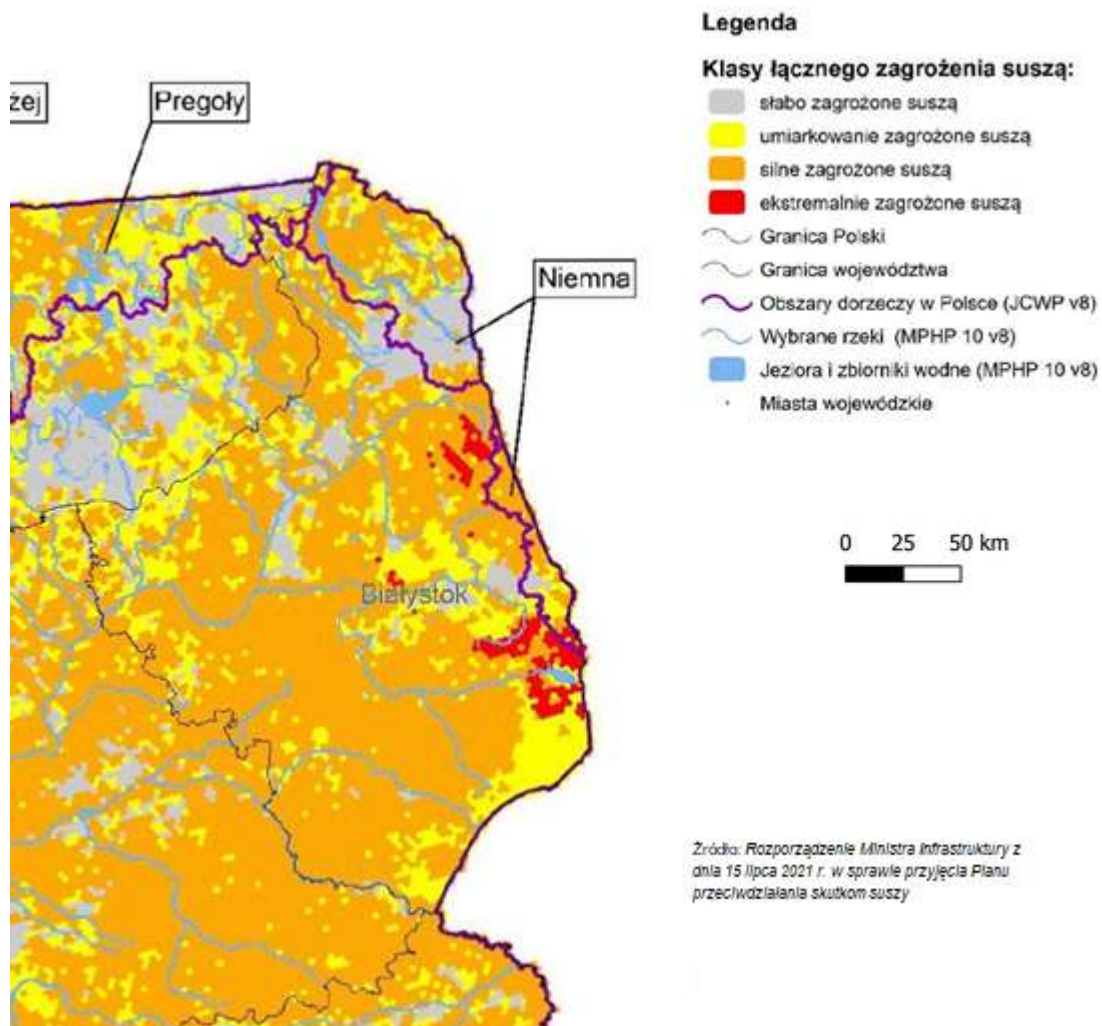 żej
Pregoły
Niemna
Białystok
Legenda
Klasy łącznego zagrożenia suszą:
słabo zagrożone suszą
umiarkowanie zagrożone suszą
silne zagrożone suszą
ekstremalnie zagrożone suszą
Granica Polski
Granica województwa
Obszary dorzeczy w Polsce (JCWP v8)
Wybrane rzeki (MPHP 10 v8)
Jeziora i zbiorniki wodne (MPHP 10 v8)
Miasta wojewódzkie
0 25 50 km
Źródło: Rozporządzenie Ministra Infrastruktury z
dnia 15 lipca 2021 r. w sprawie przyjęcia Planu
przeciwdziałania skutkom suszy